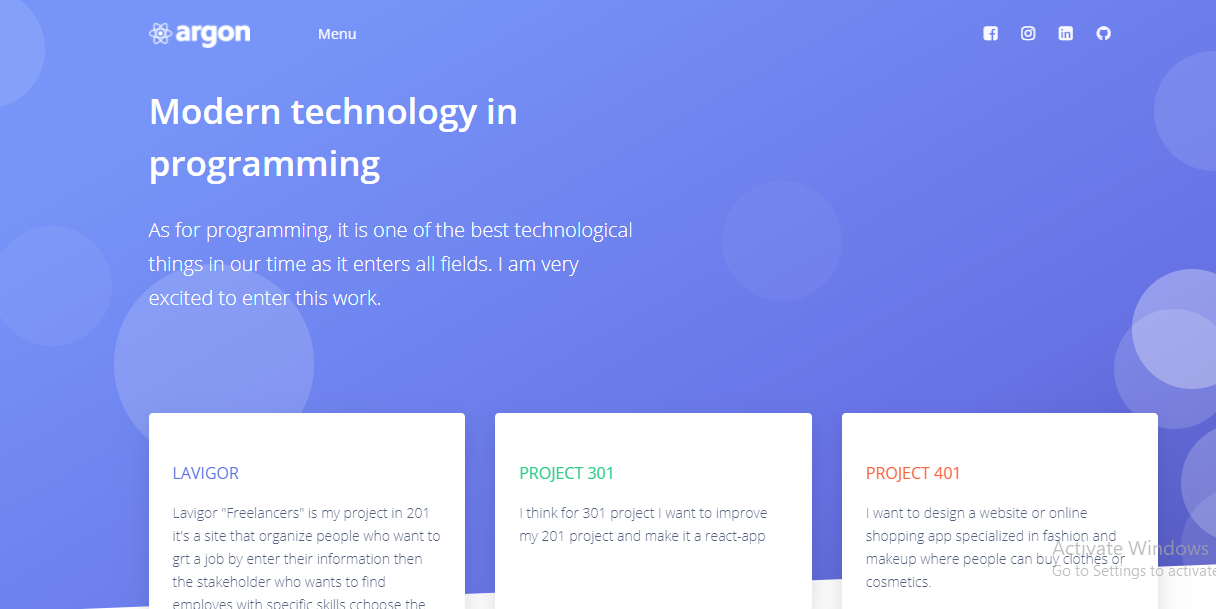 argon
Menu
Modern technology in
programming
As for programming, it is one of the best technological
things in our time as it enters all fields. I am very
excited to enter this work.
LAVIGOR
Lavigor "Freelancers" is my project in 201
it's a site that organize people who want to
grt a job by enter their information then
the stakeholder who wants to find
employes with specific skills cchoose the
PROJECT 301
I think for 301 project I want to improve
my 201 project and make it a react-app
PROJECT 401
I want to design a website or online
shopping app specialized in fashion and
makeup where people can buy clothes or
cosmetics.
Activate Windows
Go to Settings to activate